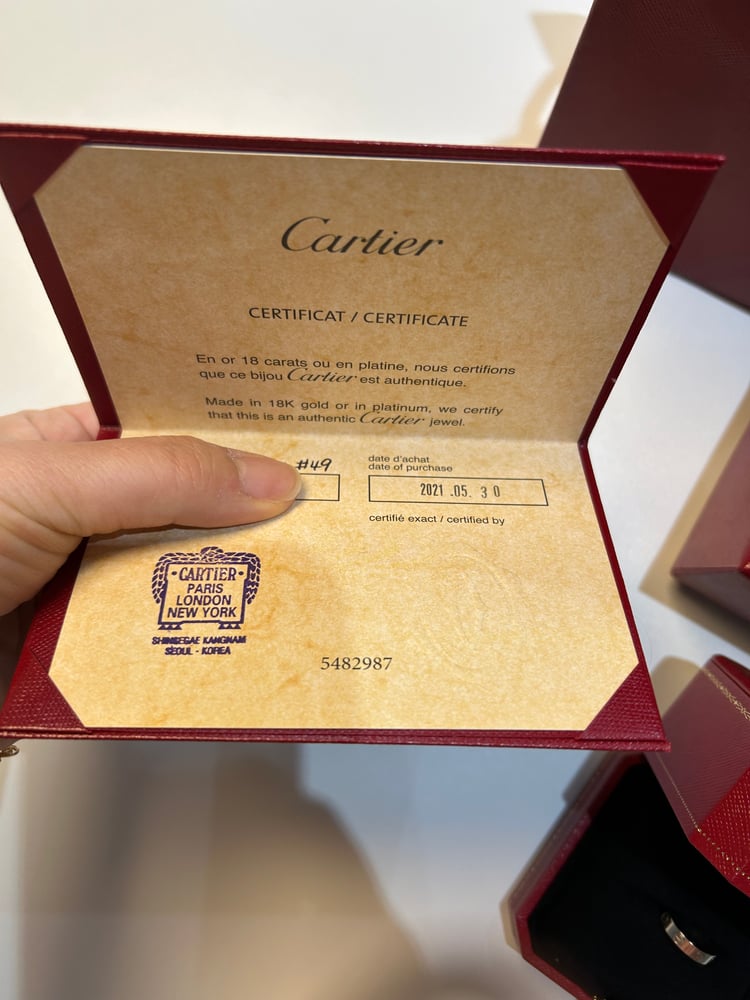 Cartier
CERTIFICAT / CERTIFICATE
En or 18 carats ou en platine, nous certifions
que ce bijou Cartier est authentique.
Made in 18K gold or in platinum, we certify
that this is an authentic Cartier jewel.
#49
date d'achat
date of purchase
2021 .05. 30
certifié exact / certified by
CARTIER
PARIS
LONDON
NEW YORK
SHINSEGAE KANGNAM
SEOUL - KOREA
5482987